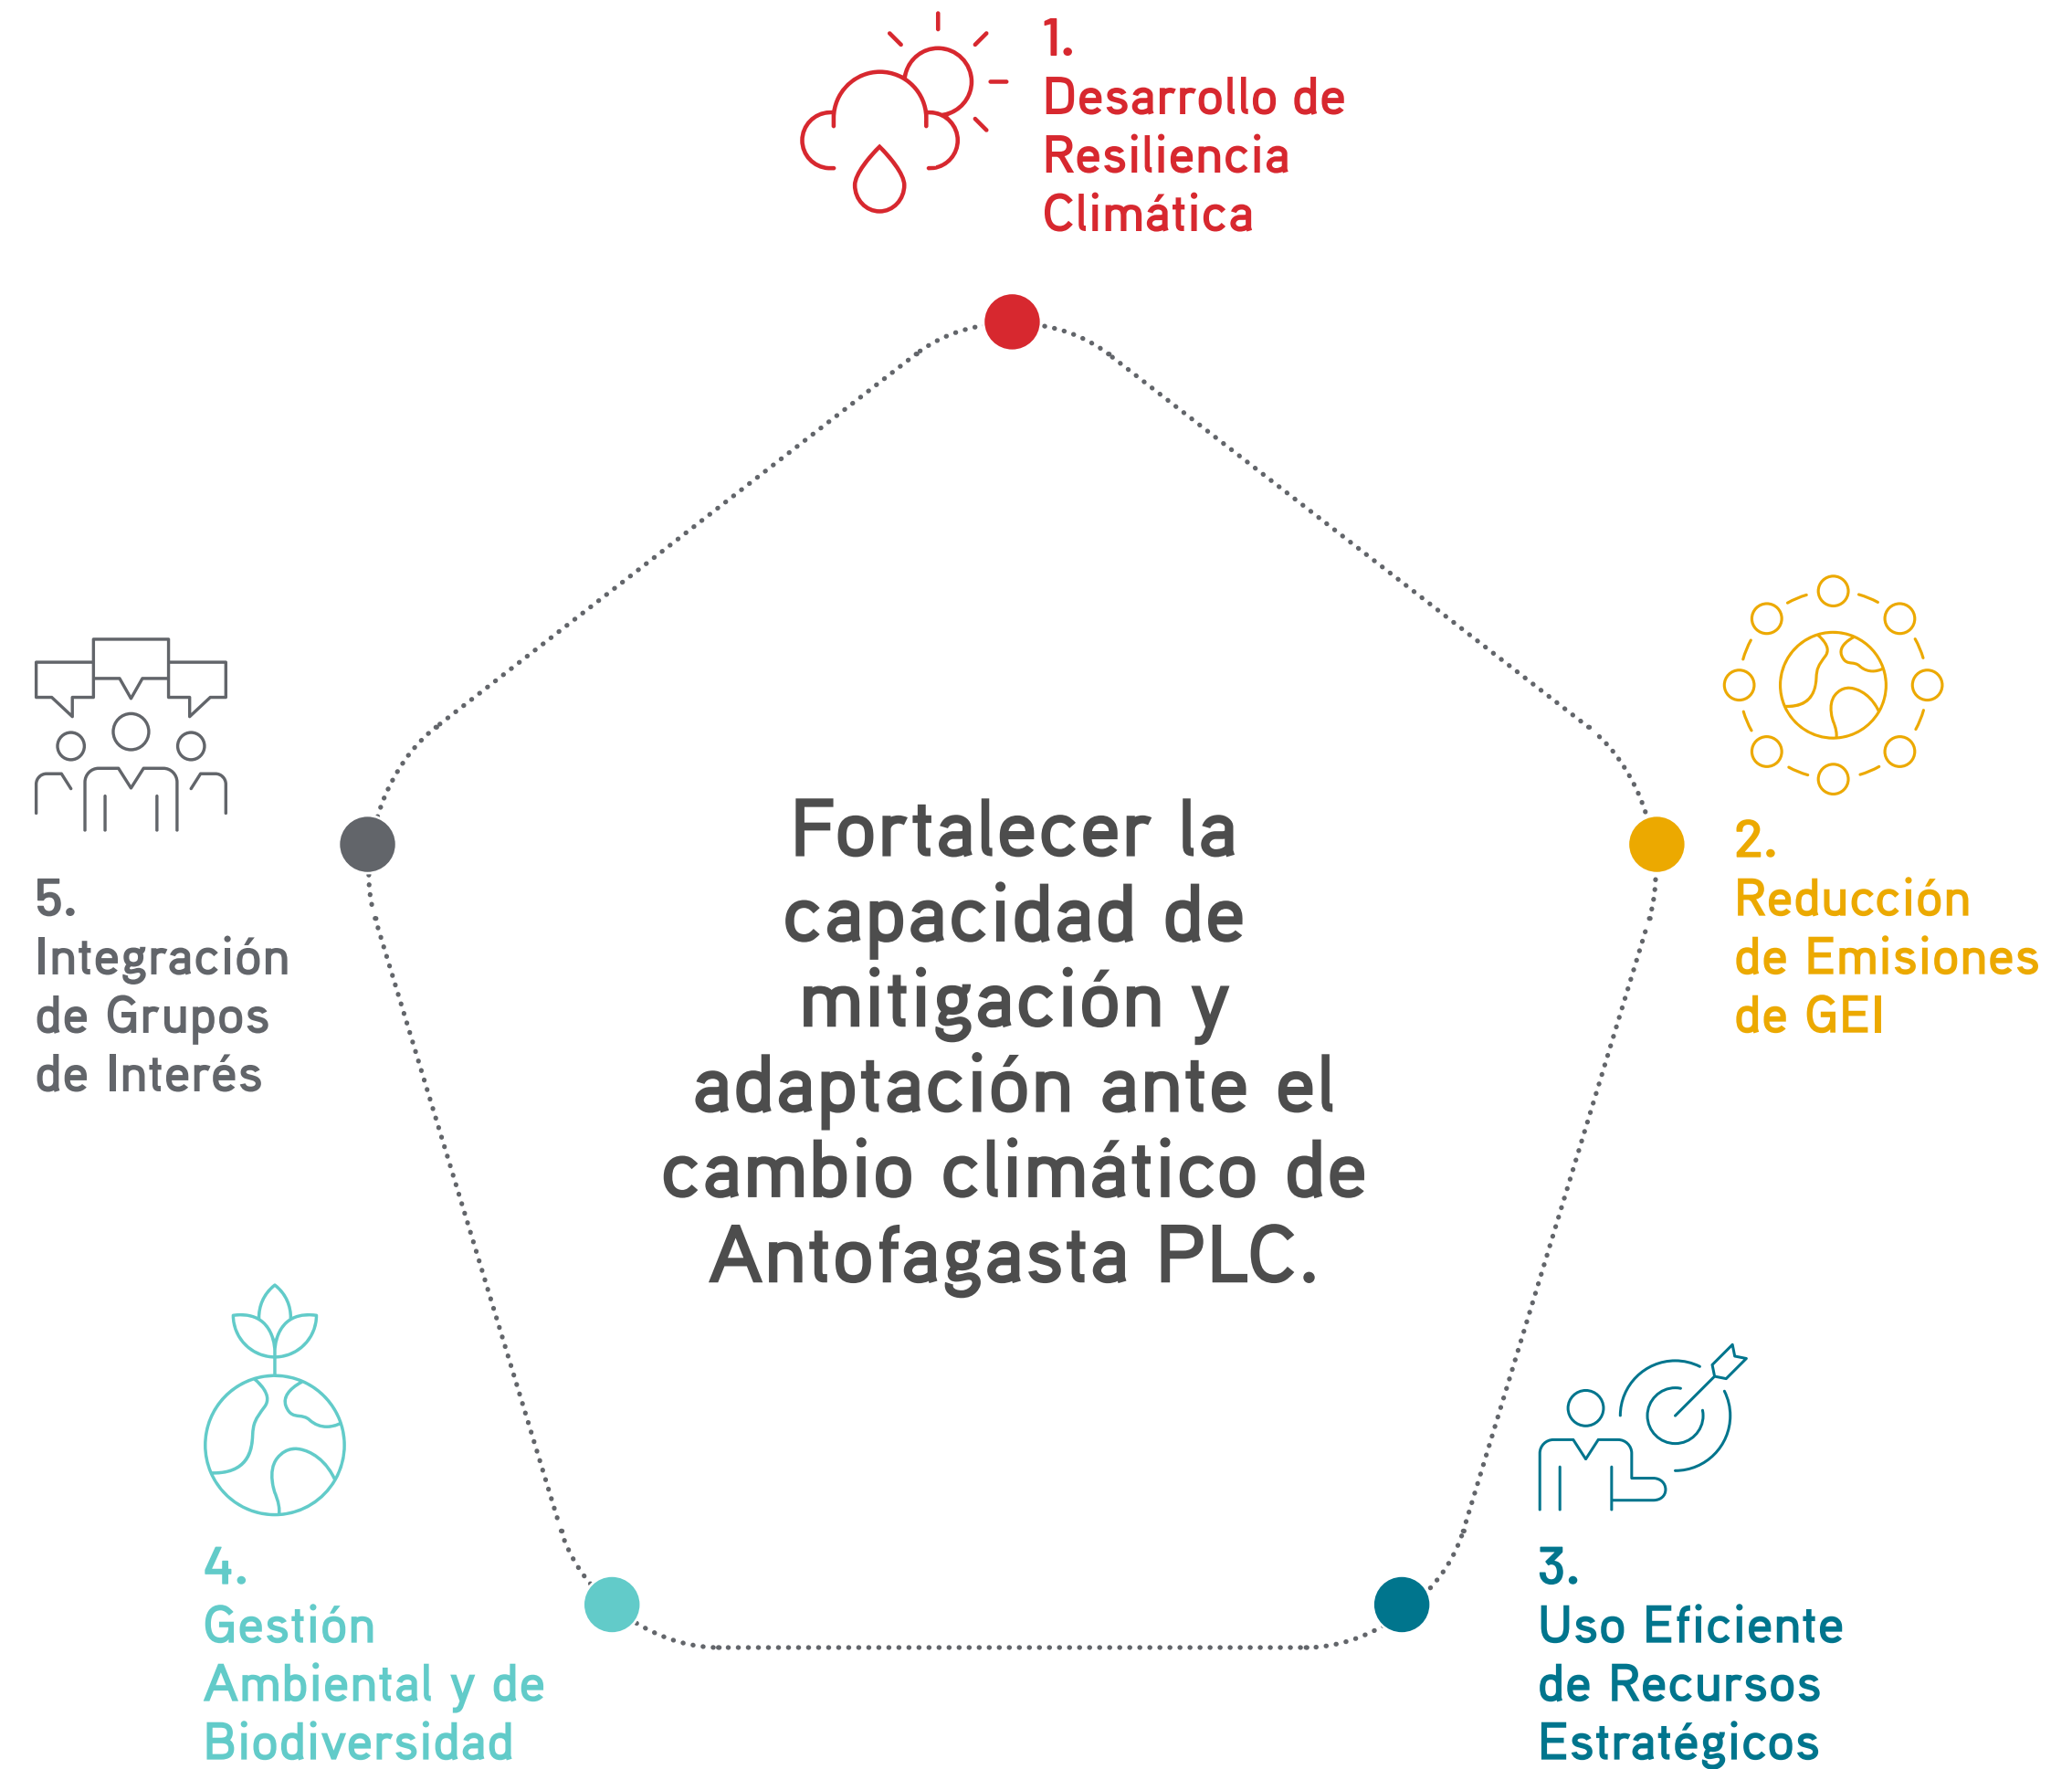 1.
Desarrollo de
Resiliencia
Climática
2.
Reducción
de Emisiones
de GEI
3.
Uso Eficiente
de Recursos
Estratégicos
4.
Gestión
Ambiental y de
Biodiversidad
5.
Integración
de Grupos
de Interés
Fortalecer la
capacidad de
mitigación y
adaptación ante el
cambio climático de
Antofagasta PLC.